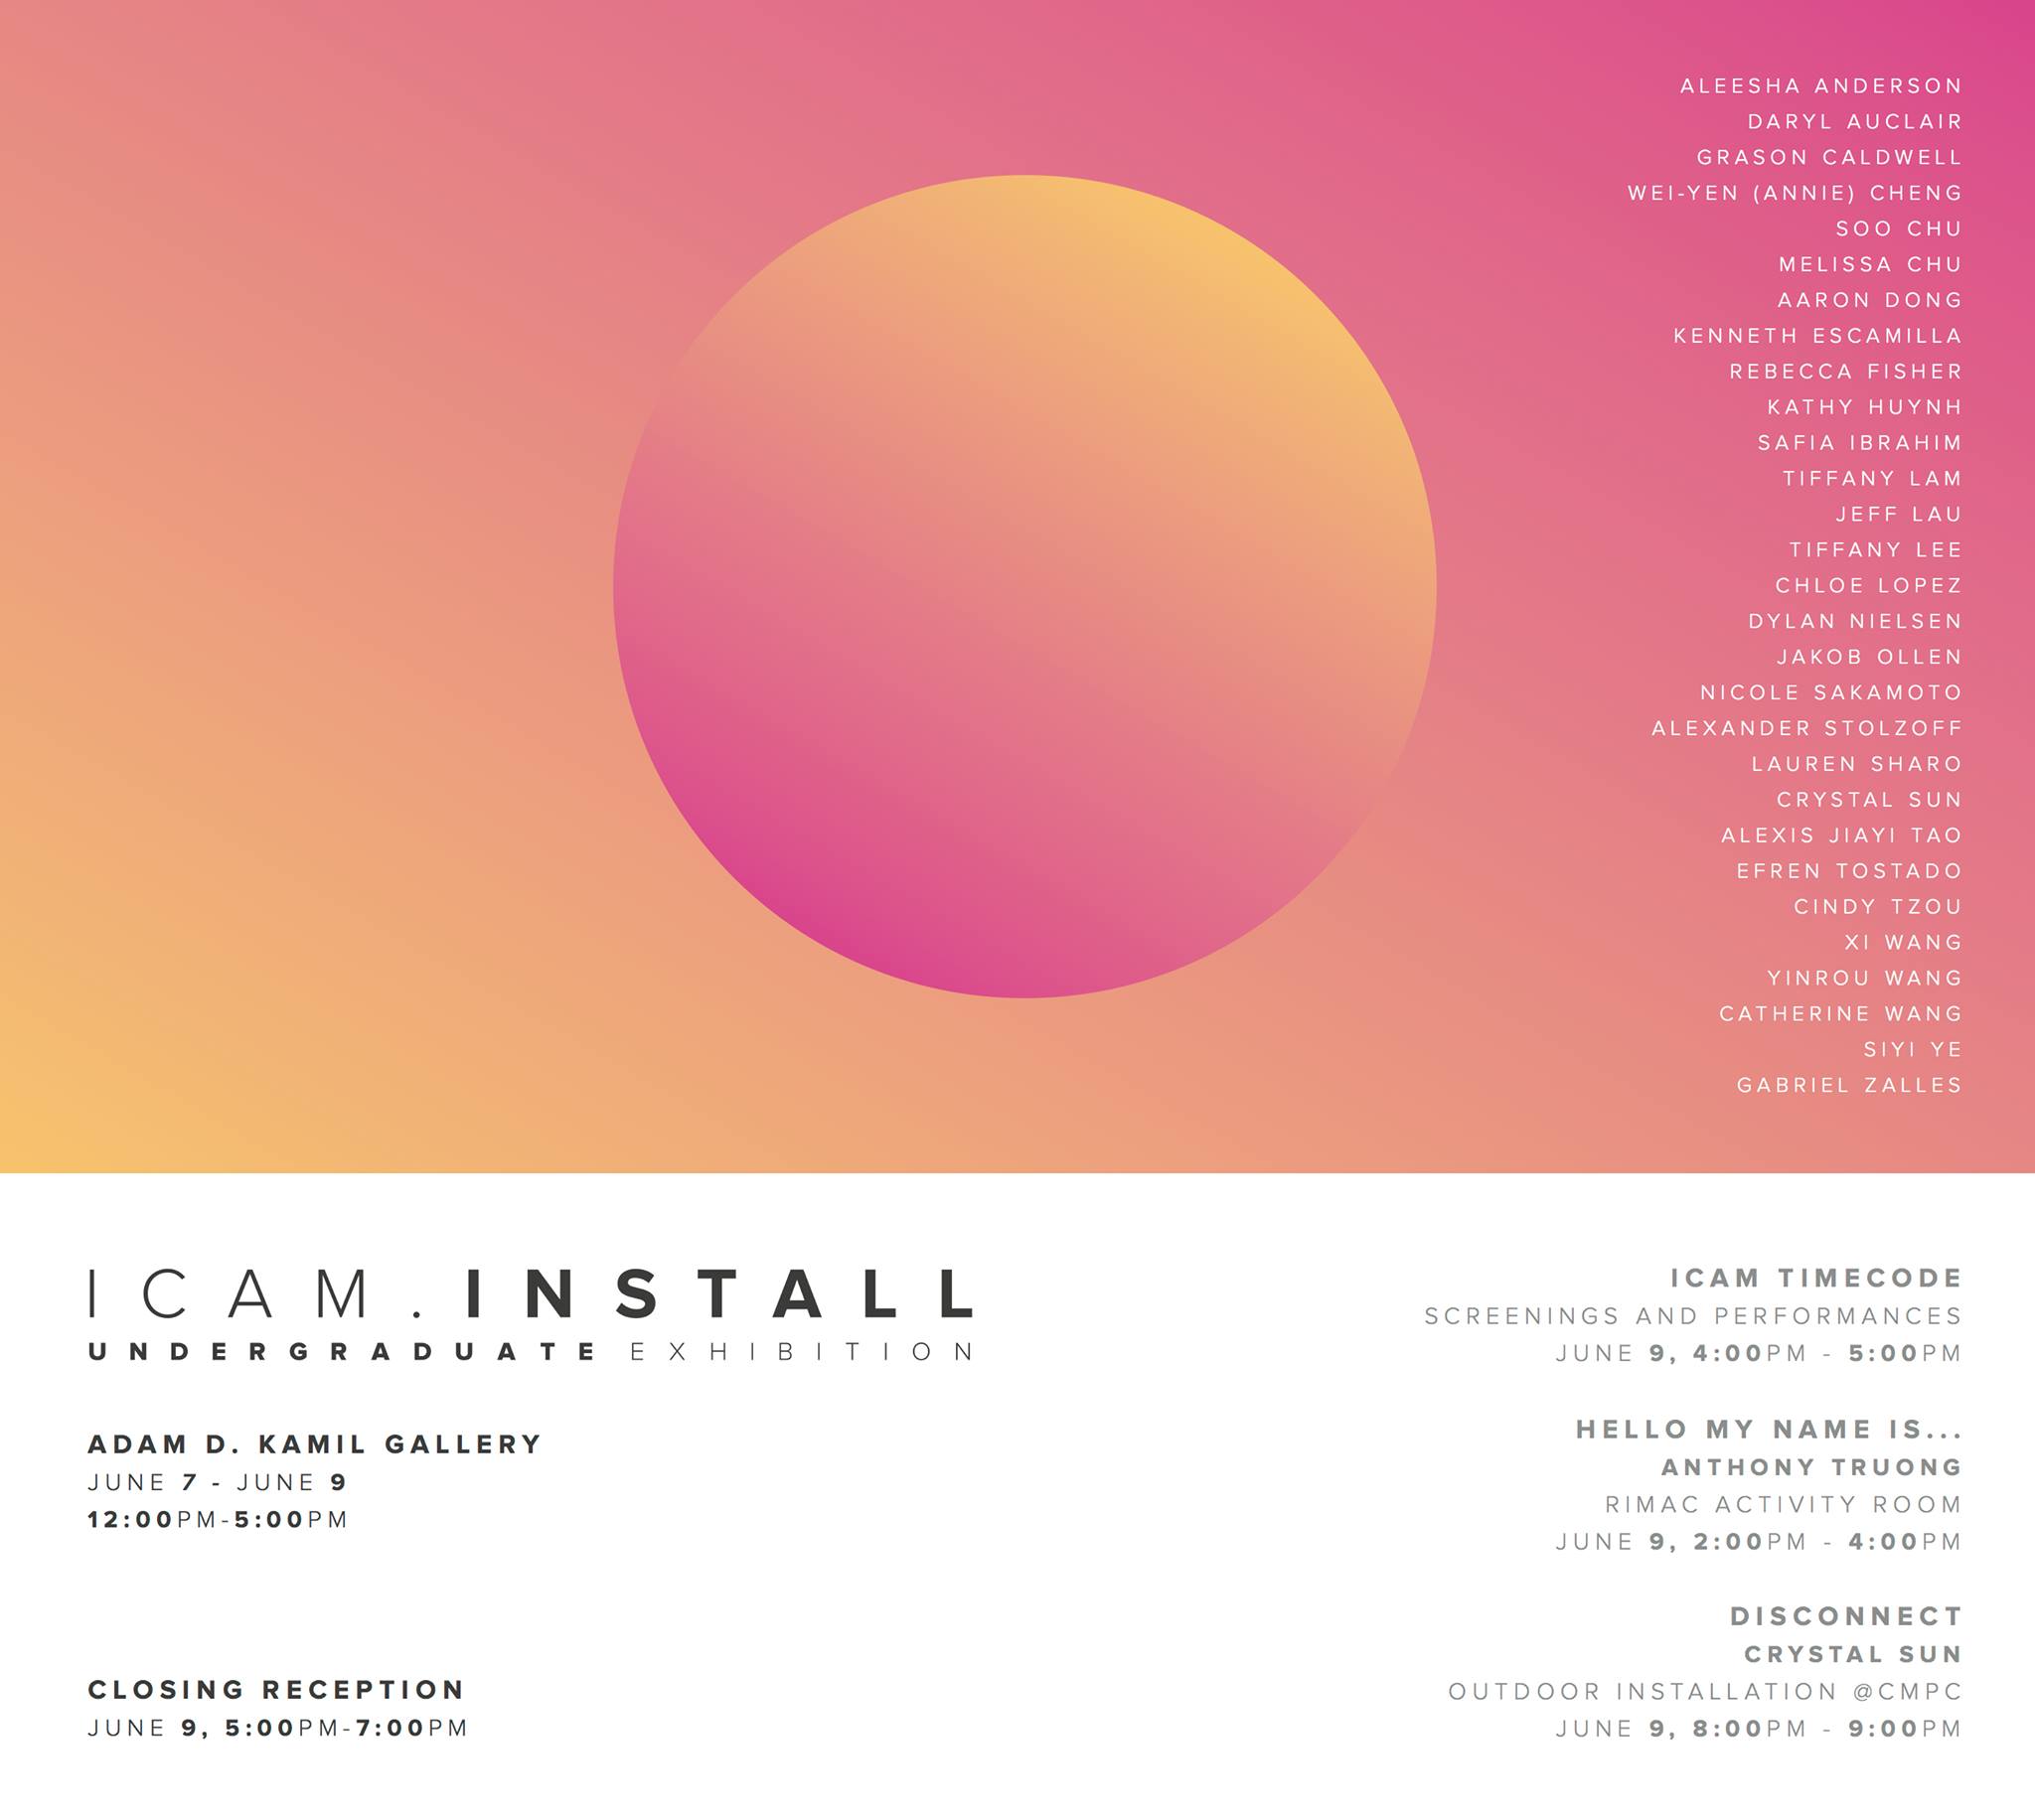 ALEESHA ANDERSON
DARYL AUCLAIR
GRASON CALDWELL
WEI-YEN (ANNIE) CHENG
SOO CHU
MELISSA CHU
AARON DONG
KENNETH ESCAMILLA
REBECCA FISHER
KATHY HUYNH
SAFIA IBRAHIM
TIFFANY LAM
JEFF LAU
TIFFANY LEE
CHLOE LOPEZ
DYLAN NIELSEN
JAKOB OLLEN
NICOLE SAKAMOTO
ALEXANDER STOLZOFF
LAUREN SHARO
CRYSTAL SUN
ALEXIS JIAYI TAO
EFREN TOSTADO
CINDY TZOU
XI WANG
YINROU WANG
CATHERINE WANG
SIYI YE
GABRIEL ZALLES
ICAM.INSTALL
UNDERGRADUATE EXHIBITION
ADAM D. KAMIL GALLERY
JUNE 7 - JUNE 9
12:00PM-5:00PM
CLOSING RECEPTION
JUNE 9, 5:00PM-7:00PM
ICAM TIMECODE
SCREENINGS AND PERFORMANCES
JUNE 9, 4:00PM - 5:00PM
HELLO MY NAME IS...
ANTHONY TRUONG
RIMAC ACTIVITY ROOM
JUNE 9, 2:00PM - 4:00PM
DISCONNECT
CRYSTAL SUN
OUTDOOR INSTALLATION @CMPC
JUNE 9, 8:00PM - 9:00PM